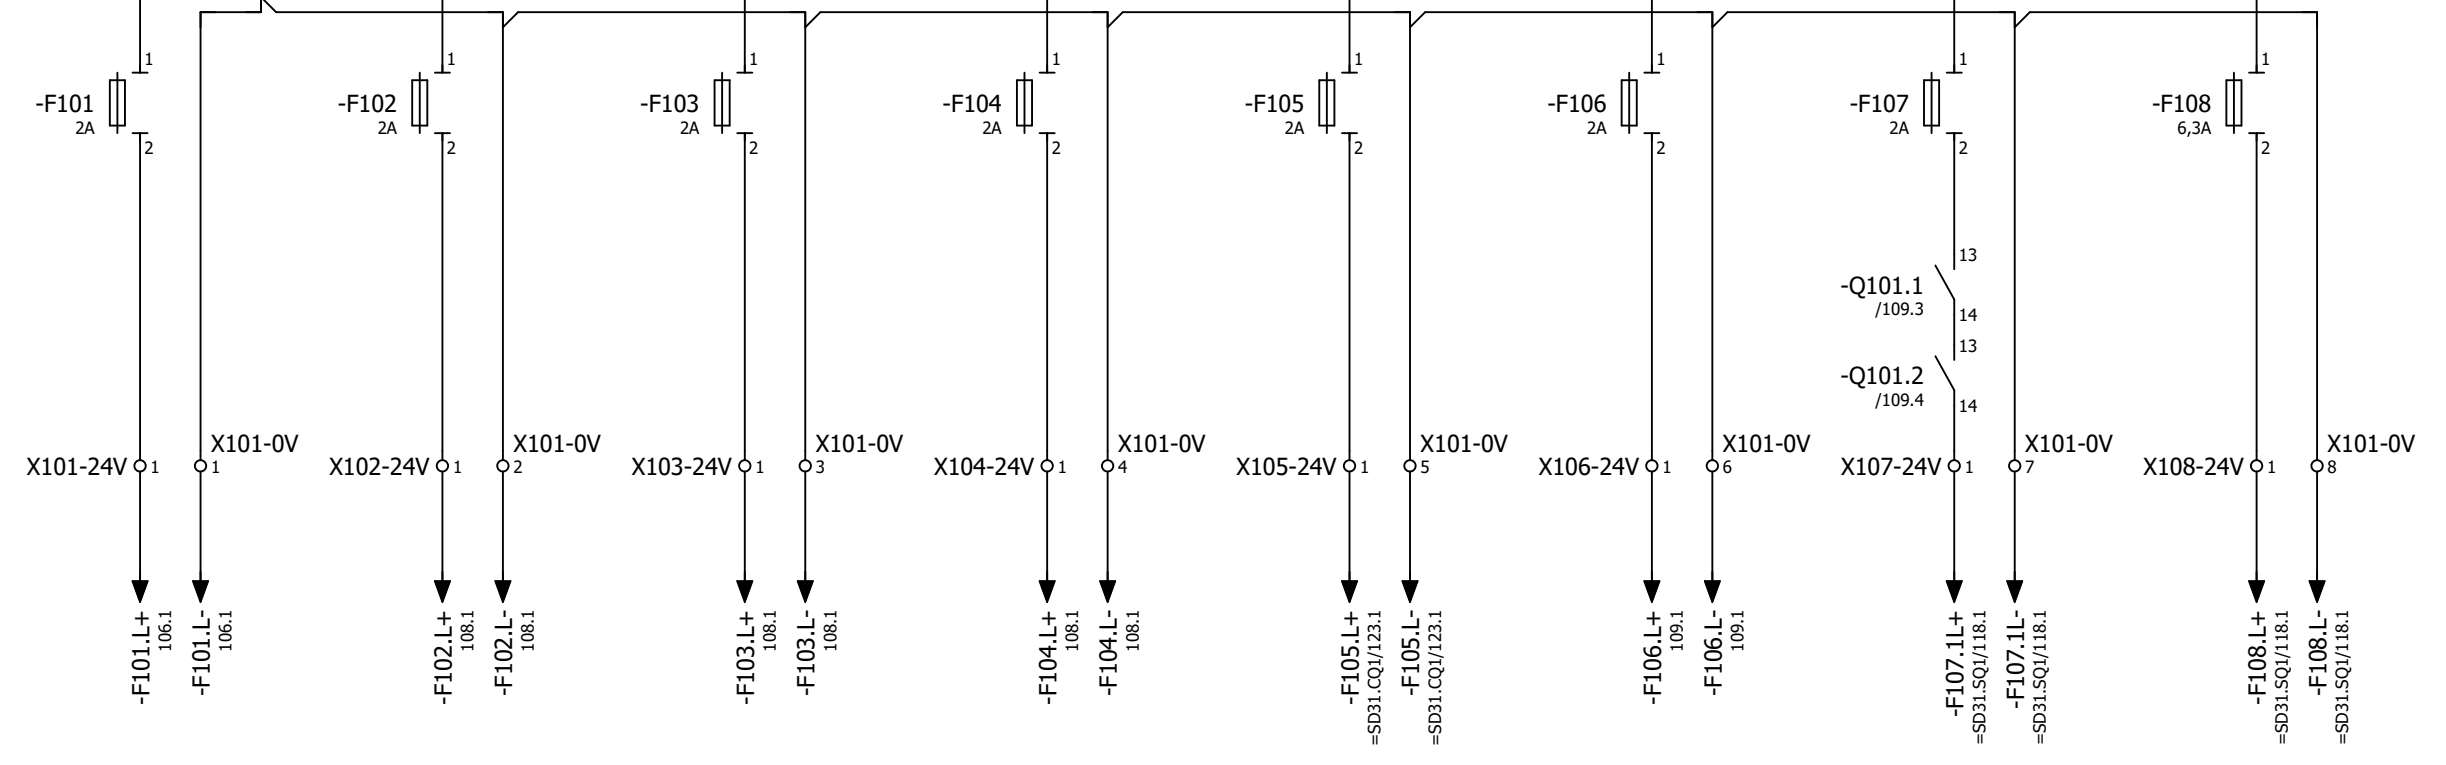 1 1 1 1 1 1 1 1
-F101 -F102 -F103 -F104 -F105 -F106 -F107 -F108
2A 2A 2A 2A 2A 2A 2A 6,3A
2 2 2 2 2 2 2 2
13
-Q101.1
/109.3
14
13
-Q101.2
/109.4
14
X101-0V X101-0V X101-0V X101-0V X101-0V X101-0V X101-0V X101-0V
X101-24V 1 1 X102-24V 1 2 X103-24V 1 3 X104-24V 1 4 X105-24V 1 5 X106-24V 1 6 X107-24V 1 7 X108-24V 1 8
-F101.L+
106.1
-F101.L-
106.1
-F102.L+
108.1
-F102.L-
108.1
-F103.L+
108.1
-F103.L-
108.1
-F104.L+
108.1
-F104.L-
108.1
-F105.L+
=SD31.CQ1/123.1
-F105.L-
=SD31.CQ1/123.1
-F106.L+
109.1
-F106.L-
109.1
-F107.1L+
=SD31.SQ1/118.1
-F107.1L-
=SD31.SQ1/118.1
-F108.L+
=SD31.SQ1/118.1
-F108.L-
=SD31.SQ1/118.1